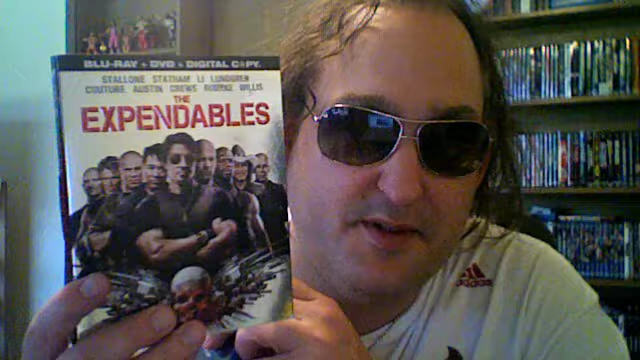 BLU-RAY + DVD + DIGITAL COPY
STALLONE STATHAM LI LUNDGREN
COUTURE AUSTIN CREWS ROURKE WILLIS
THE
EXPENDABLES
adidas